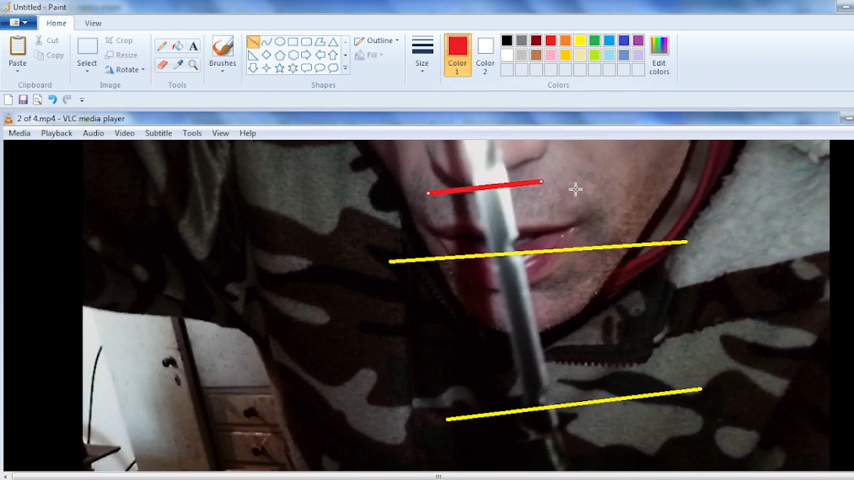 Untitled - Paint
Home View
Paste
Cut
Copy
Clipboard
Select
Crop
Resize
Rotate
Image
A
Tools
Brushes
Outline
Fill
Shapes
Size
Color 1
Color 2
Edit colors
Colors
2 of 4.mp4 - VLC media player
Media Playback Audio Video Subtitle Tools View Help